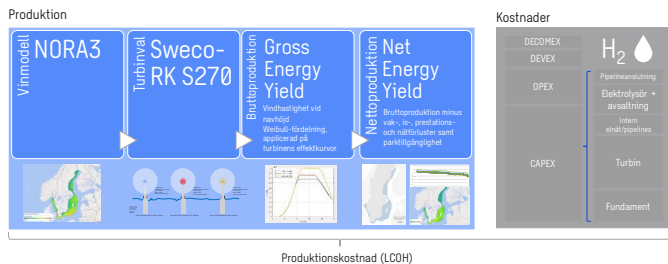 Produktion
Vinmodell
NORA3
Turbinval
Sweco-
RK S270
Bruttoproduktion
Gross
Energy
Yield
Vindhastighet vid
navhöjd
Weibull-fördelning,
applicerad på
turbinens effektkurvor
Nettoproduktion
Net
Energy
Yield
Bruttoproduktion minus
vak-, is-, prestations-
och nätförluster samt
parktillgänglighet
Kostnader
DECOMEX
DEVEX
OPEX
CAPEX
H2
Pipelineanslutning
Elektrolysör +
avsaltning
Intern
elnät/pipelines
Turbin
Fundament
Produktionskostnad (LCOH)